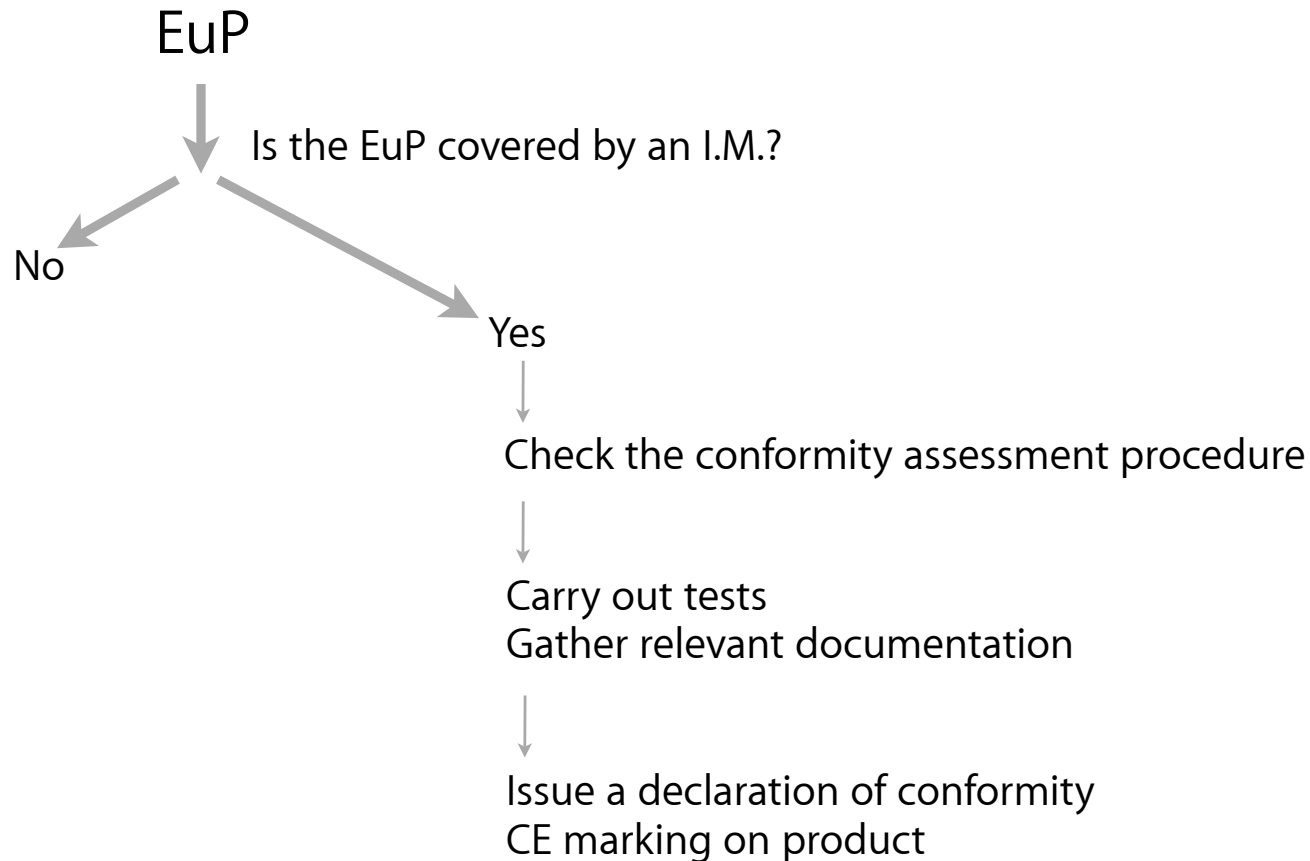 EuP
Is the EuP covered by an I.M.?
No
Yes
Check the conformity assessment procedure
Carry out tests
Gather relevant documentation
Issue a declaration of conformity
CE marking on product